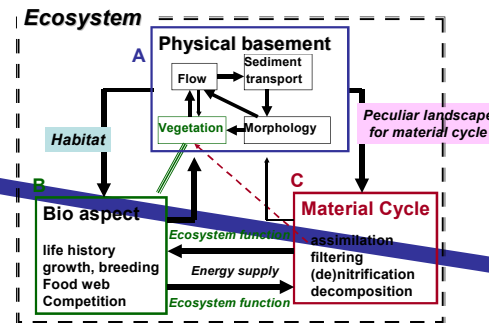 Ecosystem
A
Physical basement
Flow
Sediment
transport
Vegetation
Morphology
Habitat
Peculiar landscape
for material cycle
B
Bio aspect
life history
growth, breeding
Food web
Competition
Ecosystem function
Energy supply
Ecosystem function
C
Material Cycle
assimilation
filtering
(de)nitrification
decomposition